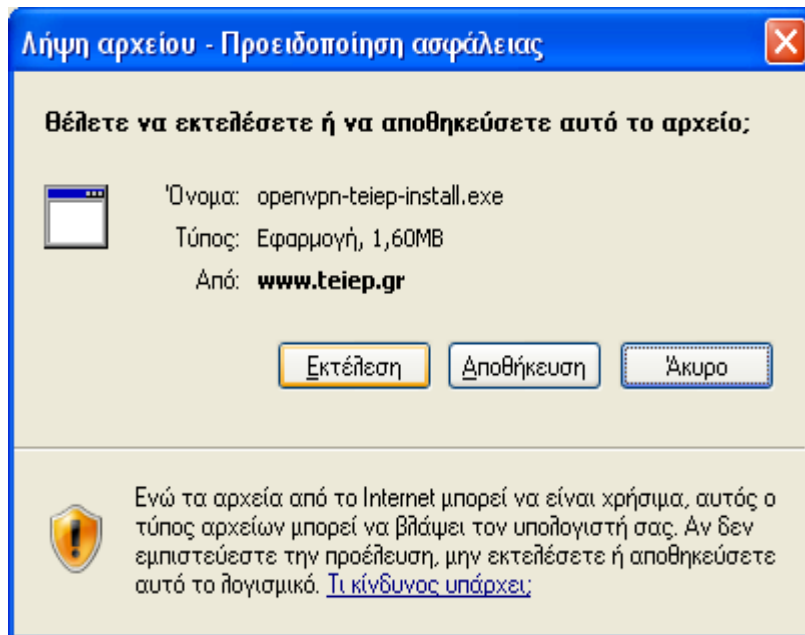 Λήψη αρχείου - Προειδοποίηση ασφάλειας
Θέλετε να εκτελέσετε ή να αποθηκεύσετε αυτό το αρχείο;
Όνομα: openvpn-teiep-install.exe
Τύπος: Εφαρμογή, 1,60MB
Από: www.teiep.gr
Εκτέλεση Αποθήκευση Άκυρο
Ενώ τα αρχεία από το Internet μπορεί να είναι χρήσιμα, αυτός ο
τύπος αρχείων μπορεί να βλάψει τον υπολογιστή σας. Αν δεν
εμπιστεύεστε την προέλευση, μην εκτελέσετε ή αποθηκεύσετε
αυτό το λογισμικό. Τι κίνδυνος υπάρχει;